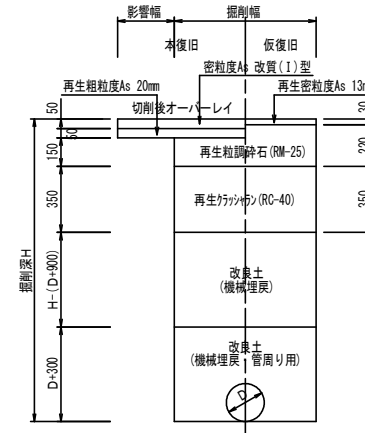 影響幅 掘削幅
本復旧 仮復旧
密粒度As 改質(Ⅰ)型
再生粗粒度As 20mm 再生密粒度As 13m
切削後オーバーレイ
50 30
50
150 再生粒調砕石(RM-25) 220
350 再生クラッシャラン(RC-40) 350
掘削深H
H-(D+900) 改良土
(機械埋戻)
D+300 改良土
(機械埋戻・管周り用)
D